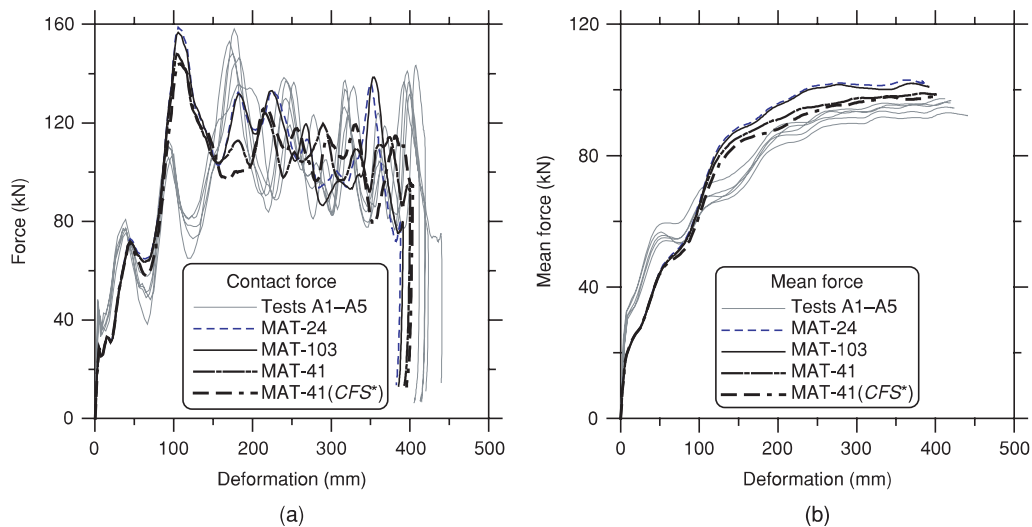 160
120
80
40
0
Force (kN)
Contact force
Tests A1–A5
MAT-24
MAT-103
MAT-41
MAT-41(CFS*)
0 100 200 300 400 500
Deformation (mm)
(a)
120
80
40
0
Mean force (kN)
Mean force
Tests A1–A5
MAT-24
MAT-103
MAT-41
MAT-41(CFS*)
0 100 200 300 400 500
Deformation (mm)
(b)